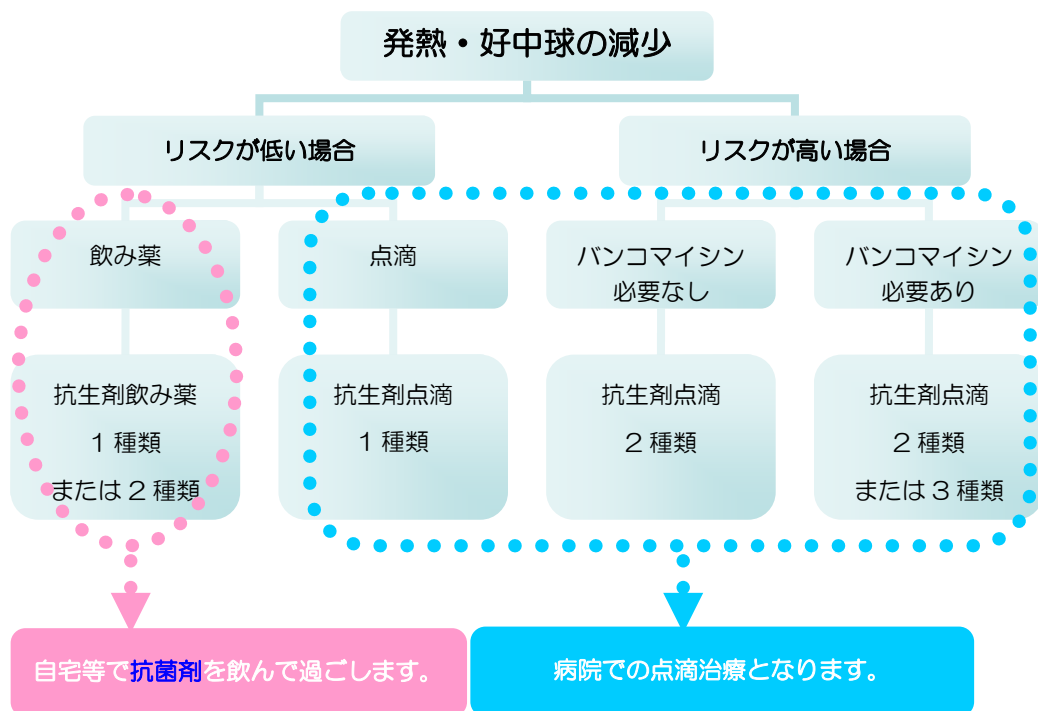 発熱・好中球の減少
リスクが低い場合
リスクが高い場合
飲み薬
点滴
バンコマイシン
必要なし
バンコマイシン
必要あり
抗生剤飲み薬
1 種類
または 2 種類
抗生剤点滴
1 種類
抗生剤点滴
2 種類
抗生剤点滴
2 種類
または 3 種類
自宅等で抗菌剤を飲んで過ごします。
病院での点滴治療となります。